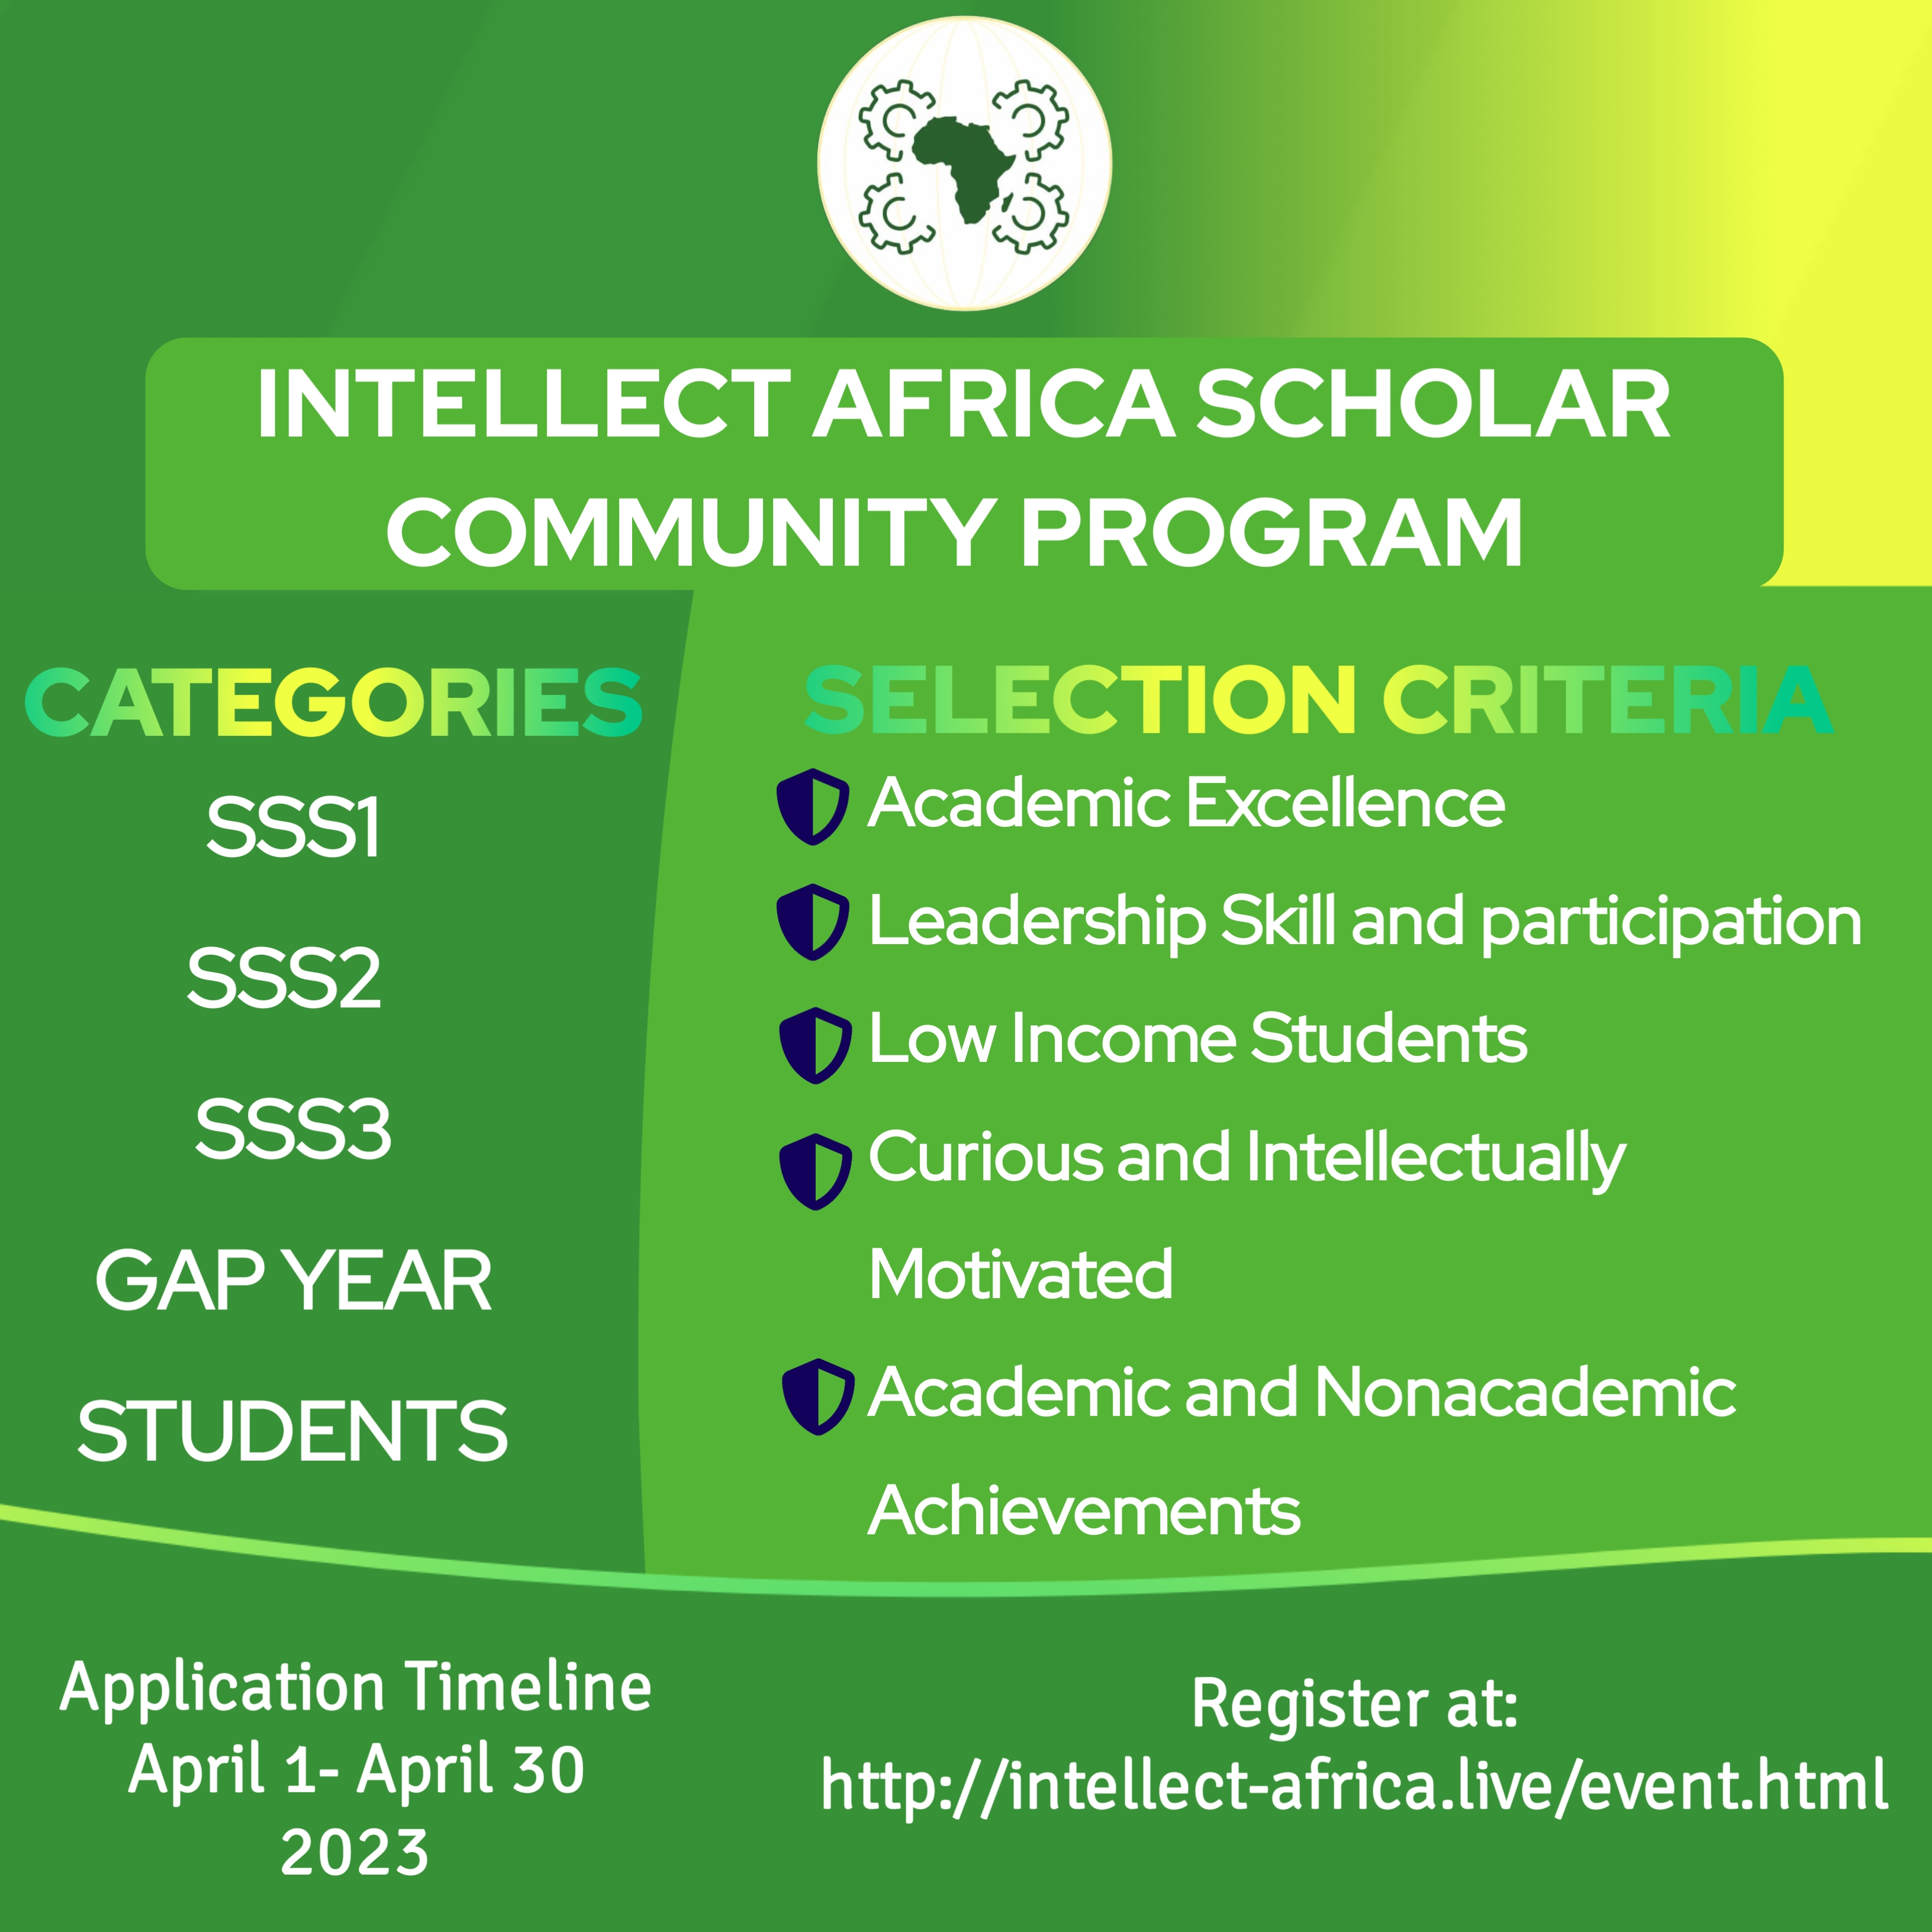 INTELLECT AFRICA SCHOLAR
COMMUNITY PROGRAM
CATEGORIES
SSS1
SSS2
SSS3
GAP YEAR
STUDENTS
SELECTION CRITERIA
Academic Excellence
Leadership Skill and participation
Low Income Students
Curious and Intellectually
Motivated
Academic and Nonacademic
Achievements
Application Timeline
April 1- April 30
2023
Register at:
http://intellect-africa.live/event.html